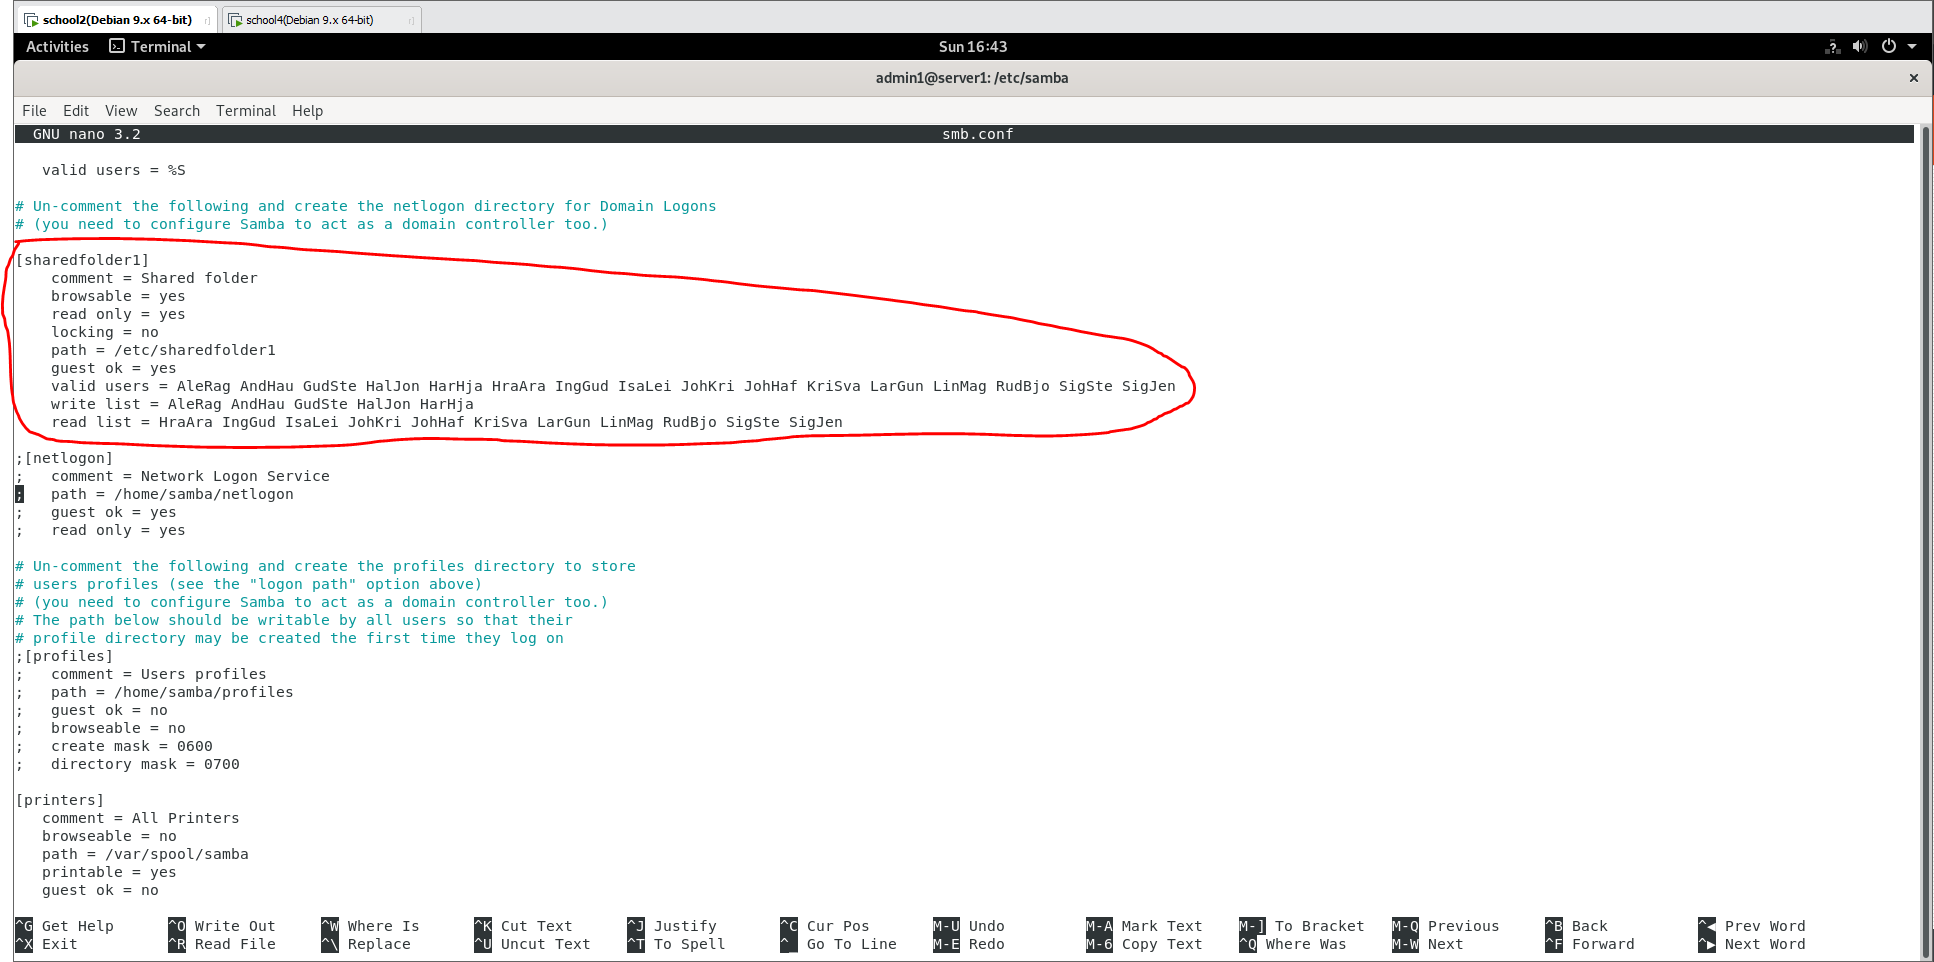 school2(Debian 9.x 64-bit) school4(Debian 9.x 64-bit)
Activities Terminal Sun 16:43
admin1@server1: /etc/samba
File Edit View Search Terminal Help
GNU nano 3.2 smb.conf
valid users = %S
# Un-comment the following and create the netlogon directory for Domain Logons
# (you need to configure Samba to act as a domain controller too.)
[sharedfolder1]
comment = Shared folder
browsable = yes
read only = yes
locking = no
path = /etc/sharedfolder1
guest ok = yes
valid users = AleRag AndHau GudSte HalJon HarHja HraAra IngGud IsaLei JohKri JohHaf KriSva LarGun LinMag RudBjo SigSte SigJen
write list = AleRag AndHau GudSte HalJon HarHja
read list = HraAra IngGud IsaLei JohKri JohHaf KriSva LarGun LinMag RudBjo SigSte SigJen
;[netlogon]
;   comment = Network Logon Service
;   path = /home/samba/netlogon
;   guest ok = yes
;   read only = yes
# Un-comment the following and create the profiles directory to store
# users profiles (see the "logon path" option above)
# (you need to configure Samba to act as a domain controller too.)
# The path below should be writable by all users so that their
# profile directory may be created the first time they log on
;[profiles]
;   comment = Users profiles
;   path = /home/samba/profiles
;   guest ok = no
;   browseable = no
;   create mask = 0600
;   directory mask = 0700
[printers]
comment = All Printers
browseable = no
path = /var/spool/samba
printable = yes
guest ok = no
^G Get Help ^O Write Out ^W Where Is ^K Cut Text ^J Justify ^C Cur Pos M-U Undo M-A Mark Text M-] To Bracket M-Q Previous ^B Back ^◀ Prev Word
^X Exit ^R Read File ^\ Replace ^U Uncut Text ^T To Spell ^_ Go To Line M-E Redo M-6 Copy Text ^Q Where Was M-W Next ^F Forward ^▶ Next Word